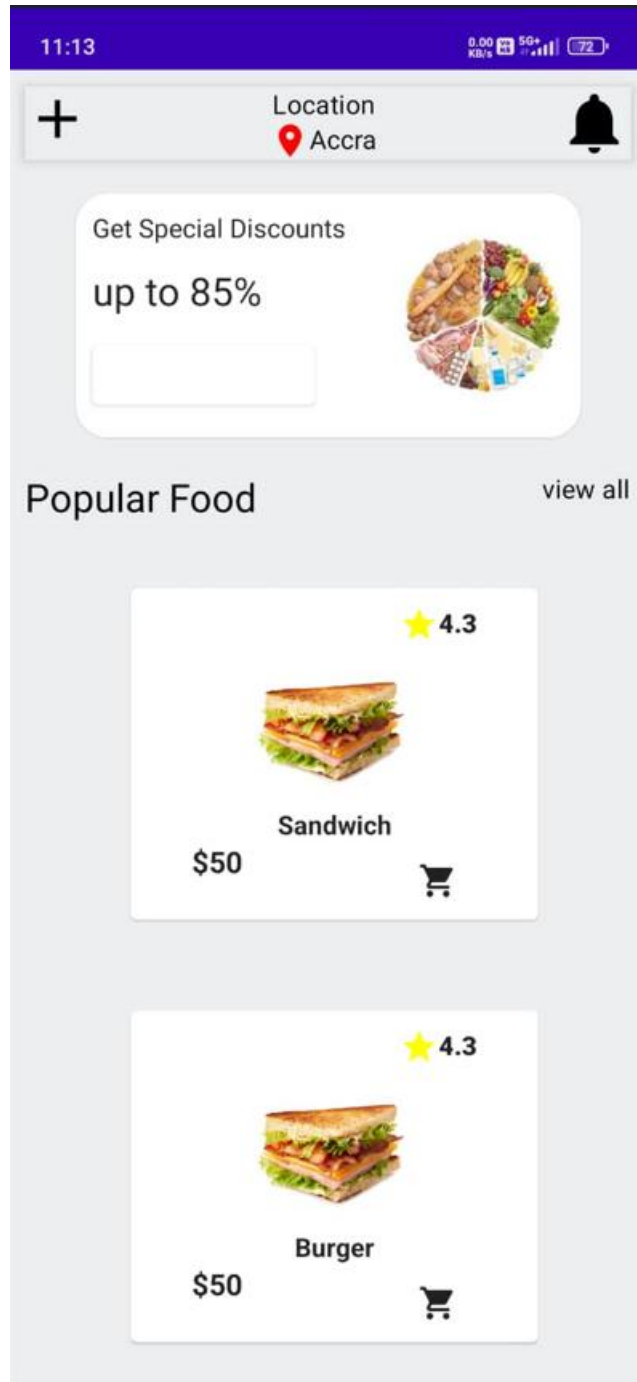 11:13
0.00 KB/s 5G+ 72
Location
Accra
Get Special Discounts
up to 85%
Popular Food
view all
4.3
Sandwich
$50
4.3
Burger
$50